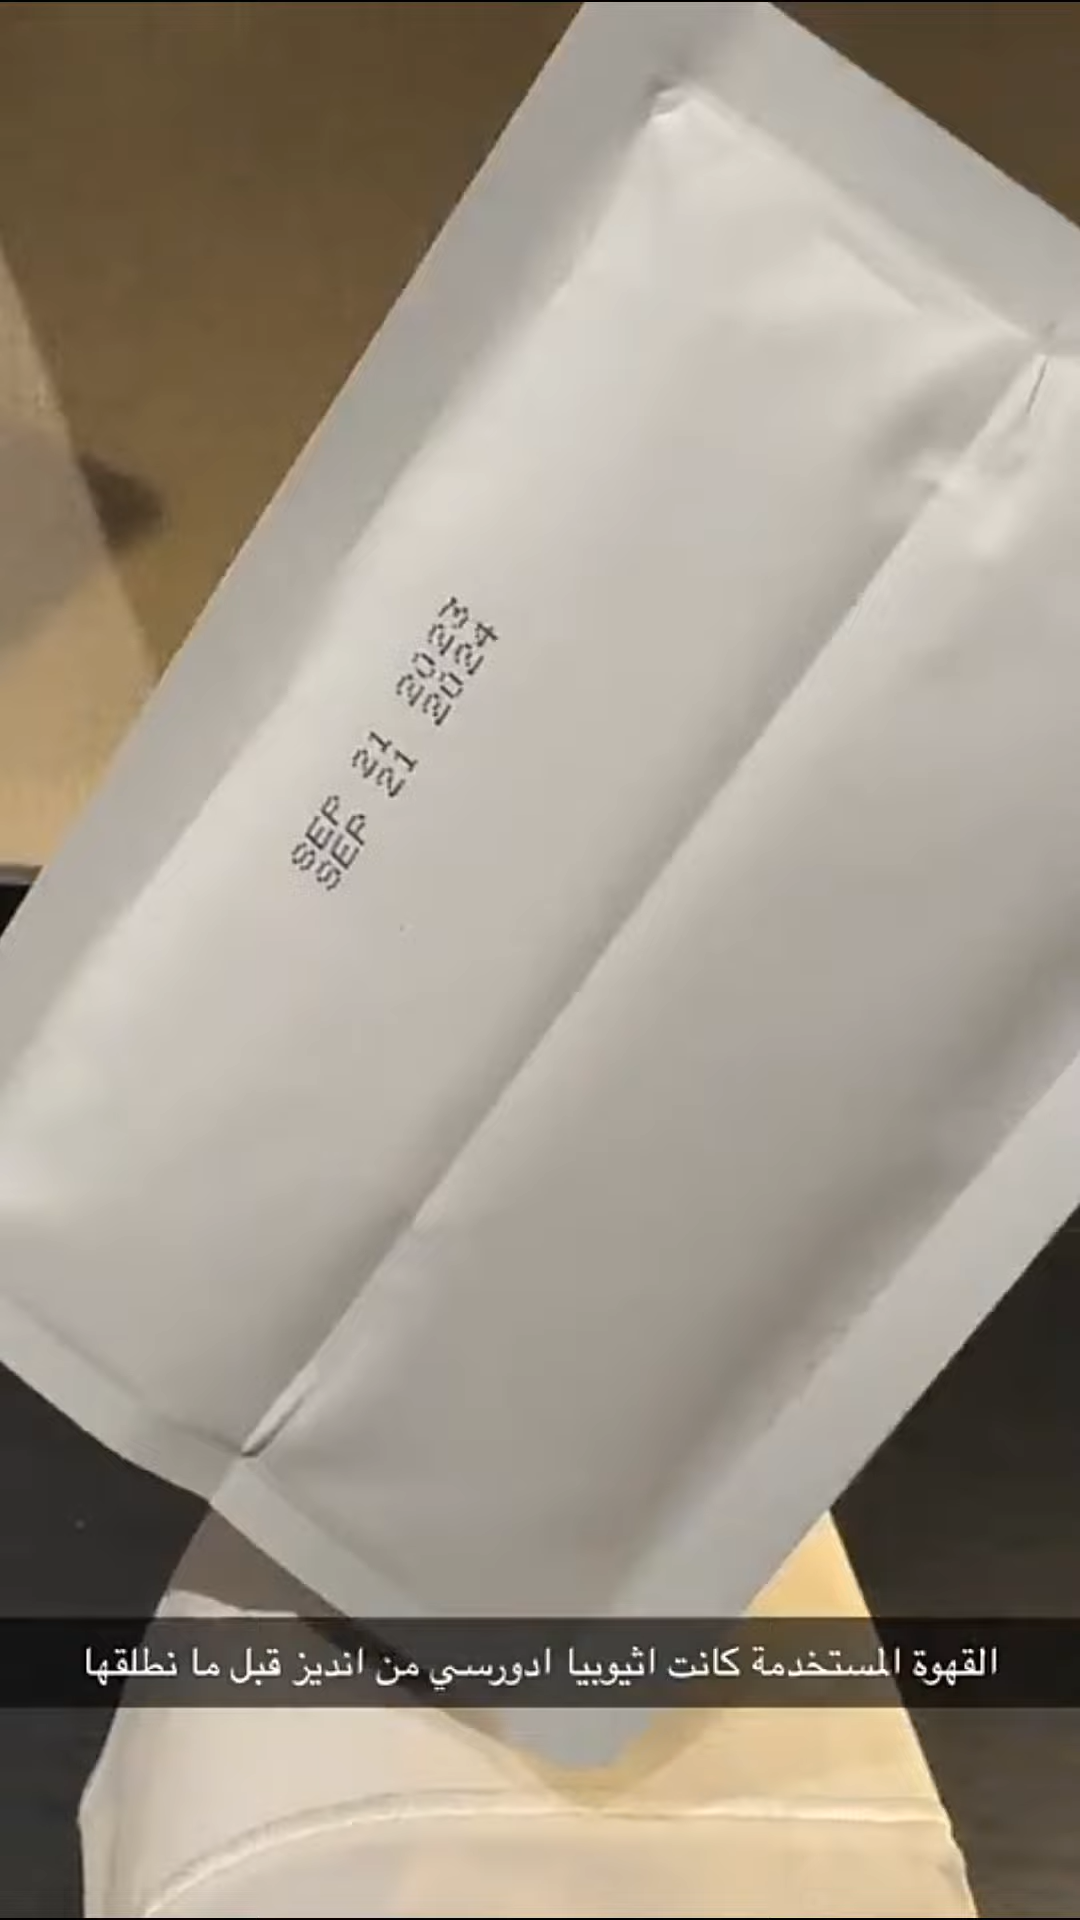 SEP 21 2023
SEP 21 2024
القهوة المستخدمة كانت اثيوبيا ادورسي من انديز قبل ما نطلقها